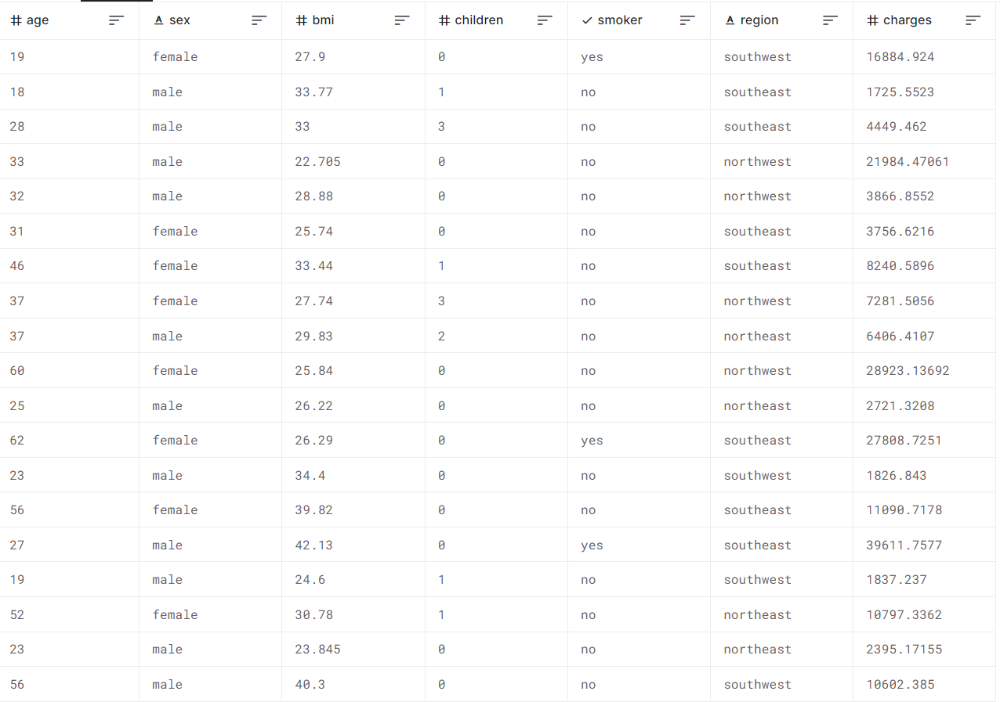 # age A sex # bmi # children ✓ smoker A region # charges
19 female 27.9 0 yes southwest 16884.924
18 male 33.77 1 no southeast 1725.5523
28 male 33 3 no southeast 4449.462
33 male 22.705 0 no northwest 21984.47061
32 male 28.88 0 no northwest 3866.8552
31 female 25.74 0 no southeast 3756.6216
46 female 33.44 1 no southeast 8240.5896
37 female 27.74 3 no northwest 7281.5056
37 male 29.83 2 no northeast 6406.4107
60 female 25.84 0 no northwest 28923.13692
25 male 26.22 0 no northeast 2721.3208
62 female 26.29 0 yes southeast 27808.7251
23 male 34.4 0 no southwest 1826.843
56 female 39.82 0 no southeast 11090.7178
27 male 42.13 0 yes southeast 39611.7577
19 male 24.6 1 no southwest 1837.237
52 female 30.78 1 no northeast 10797.3362
23 male 23.845 0 no northeast 2395.17155
56 male 40.3 0 no southwest 10602.385